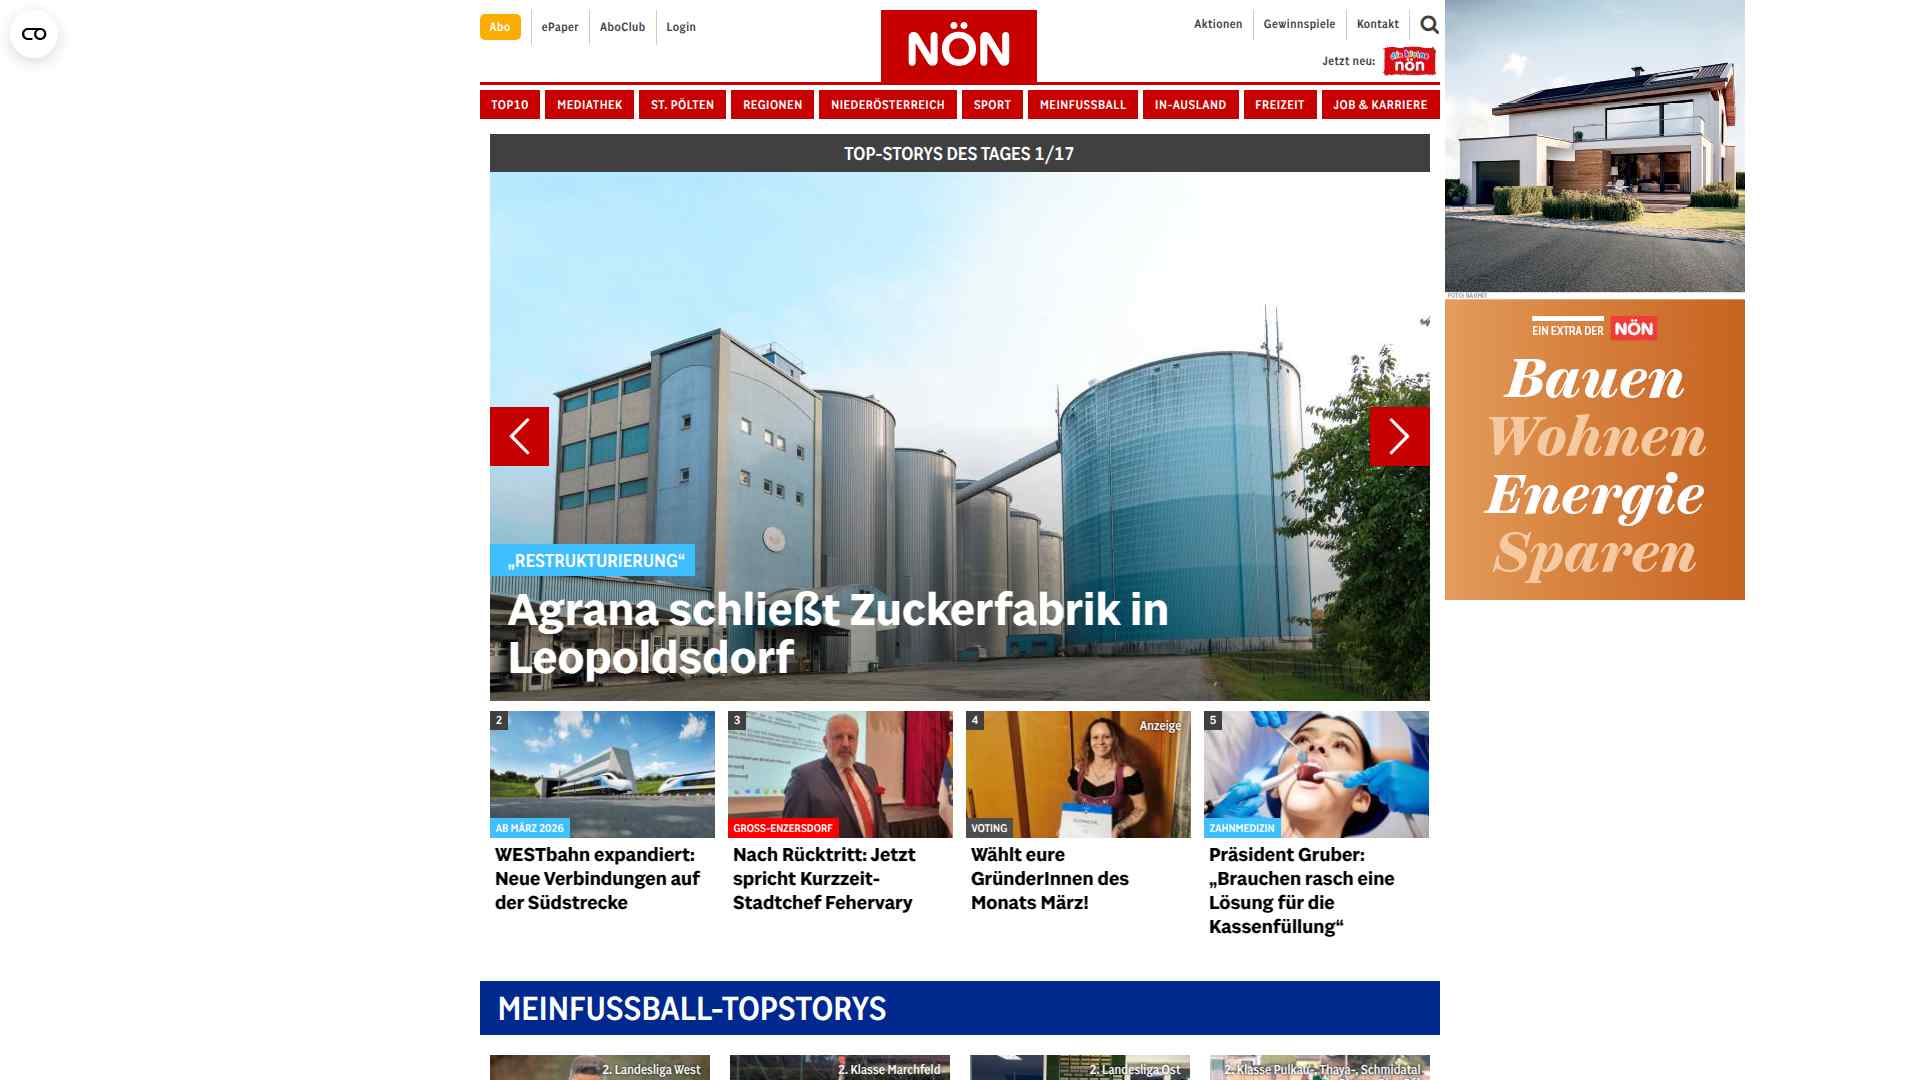 Abo
ePaper
AboClub
Login
NÖN
Aktionen
Gewinnspiele
Kontakt
Jetzt neu:
die kleine
nön
TOP10
MEDIATHEK
ST. PÖLTEN
REGIONEN
NIEDERÖSTERREICH
SPORT
MEINFUSSBALL
IN-AUSLAND
FREIZEIT
JOB & KARRIERE
TOP-STORYS DES TAGES 1/17
„RESTRUKTURIERUNG“
Agrana schließt Zuckerfabrik in
Leopoldsdorf
2
AB MÄRZ 2026
WESTbahn expandiert:
Neue Verbindungen auf
der Südstrecke
3
GROSS-ENZERSDORF
Nach Rücktritt: Jetzt
spricht Kurzzeit-
Stadtchef Fehervary
4
Anzeige
VOTING
Wählt eure
GründerInnen des
Monats März!
5
ZAHNMEDIZIN
Präsident Gruber:
„Brauchen rasch eine
Lösung für die
Kassenfüllung“
EIN EXTRA DER NÖN
Bauen
Wohnen
Energie
Sparen
MEINFUSSBALL-TOPSTORYS
2. Landesliga West
2. Klasse Marchfeld
2. Landesliga Ost
2. Klasse Pulkau-, Thaya-, Schmidatal